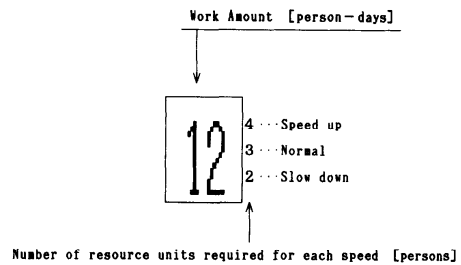 Work Amount [person-days]
12
4 ···Speed up
3 ···Normal
2 ···Slow down
Number of resource units required for each speed [persons]